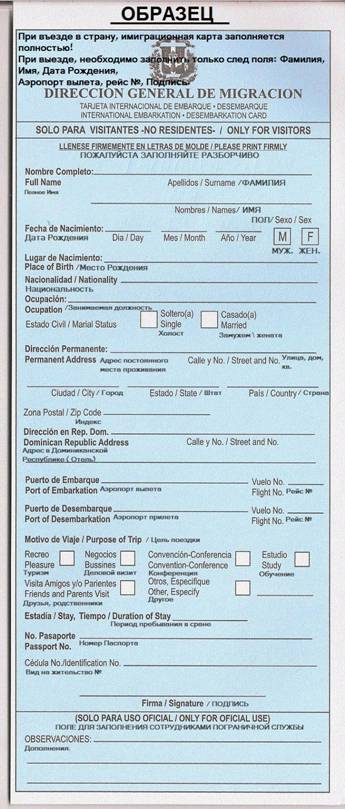 ОБРАЗЕЦ
При въезде в страну, имиграционная карта заполняется
полностью!
При выезде, необходимо заполнить только след поля: Фамилия,
Имя, Дата Рождения,
Аэропорт вылета, рейс №, Подпись
DIRECCIÓN GENERAL DE MIGRACION
TARJETA INTERNACIONAL DE EMBARQUE • DESEMBARQUE
INTERNATIONAL EMBARKATION • DESEMBARKATION CARD
SOLO PARA VISITANTES -NO RESIDENTES- / ONLY FOR VISITORS
LLENESE FIRMEMENTE EN LETRAS DE MOLDE / PLEASE PRINT FIRMLY
ПОЖАЛУЙСТА ЗАПОЛНЯЙТЕ РАЗБОРЧИВО
Nombre Completo:
Full Name Apellidos / Surname /ФАМИЛИЯ
Полное Имя
Nombres / Names/ ИМЯ
ПОЛ/ Sexo / Sex
Fecha de Nacimiento:
Дата Рождения Dia / Day Mes / Month Año / Year M F
МУЖ. ЖЕН.
Lugar de Nacimiento:
Place of Birth /Место Рождения
Nacionalidad / Nationality
Национальность
Ocupación:
Ocupation /Занимаемая должность
Estado Civil / Marial Status Soltero(a) Casado(a)
Single Married
Холост Замужем \ женат
Dirección Permanente:
Permanent Address Адрес постоянного места проживания Calle y No. / Street and No. Улица, дом, кв.
Ciudad / City / Город Estado / State / Штат País / Country / Страна
Zona Postal / Zip Code
Индекс
Dirección en Rep. Dom.
Dominican Republic Address Calle y No. / Street and No.
Адрес в Доминиканской
Республике ( Отель)
Puerto de Embarque Vuelo No.
Port of Embarkation Аэропорт вылета Flight No. Рейс №
Puerto de Desembarque Vuelo No.
Port of Desembarkation Аэропорт прилета Flight No. Рейс №
Motivo de Viaje / Purpose of Trip / Цель поездки
Recreo Negocios Convención-Conferencia Estudio
Pleasure Bussines Convention-Conference Study
Туризм Деловой визит Конференция Обучение
Visita Amigos y/o Parientes Otros, Especifique
Friends and Parents Visit Other, Especify
Друзья, родственники Другое
Estadía / Stay, Tiempo / Duration of Stay
Период пребывания в сране
No. Pasaporte
Passport No. Номер Паспорта
Cédula No./Identification No.
Вид на жительство №
Firma / Signature / ПОДПИСЬ
(SOLO PARA USO OFICIAL / ONLY FOR OFFICIAL USE)
ПОЛЕ ДЛЯ ЗАПОЛНЕНИЯ СОТРУДНИКАМИ ПОГРАНИЧНОЙ СЛУЖБЫ
OBSERVACIONES:
Дополнения.